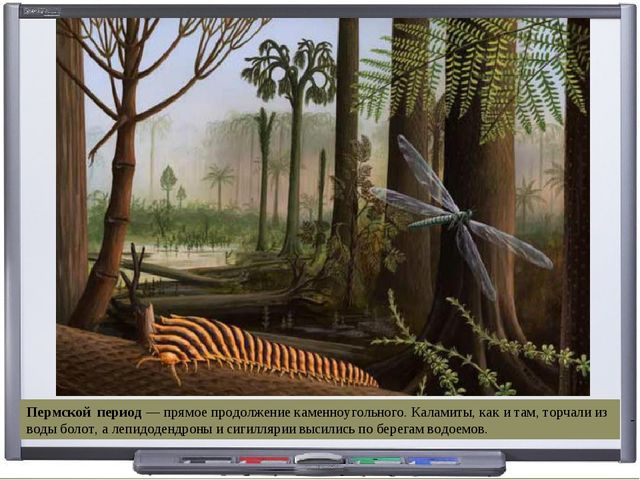 Пермской период — прямое продолжение каменноугольного. Каламиты, как и там, торчали из
воды болот, а лепидодендроны и сигиллярии высились по берегам водоемов.